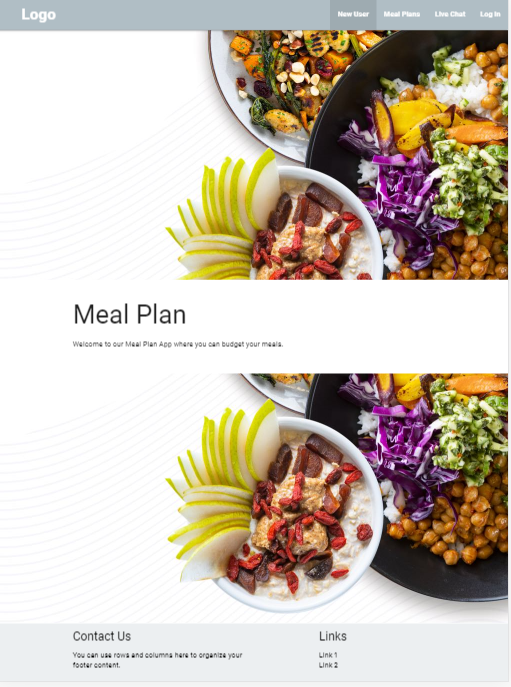 Logo
New User
Meal Plans
Live Chat
Log In
Meal Plan
Welcome to our Meal Plan App where you can budget your meals.
Contact Us
You can use rows and columns here to organize your
footer content.
Links
Link 1
Link 2